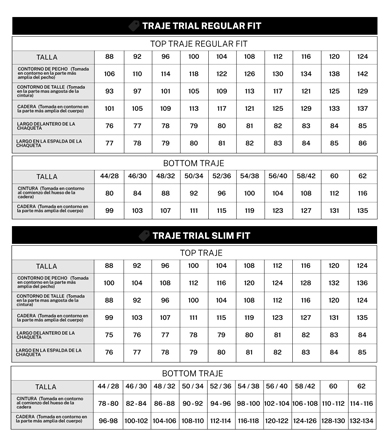 TRAJE TRIAL REGULAR FIT
TOP TRAJE REGULAR FIT
TALLA 88 92 96 100 104 108 112 116 120 124
CONTORNO DE PECHO (Tomada
en contorno en la parte más
amplia del pecho) 106 110 114 118 122 126 130 134 138 142
CONTORNO DE TALLE (Tomada
en la parte mas angosta de la
cintura) 93 97 101 105 109 113 117 121 125 129
CADERA (Tomada en contorno en
la parte más amplia del cuerpo) 101 105 109 113 117 121 125 129 133 137
LARGO DELANTERO DE LA
CHAQUETA 76 77 78 79 80 81 82 83 84 85
LARGO EN LA ESPALDA DE LA
CHAQUETA 77 78 79 80 81 82 83 84 85 86
BOTTOM TRAJE
TALLA 44/28 46/30 48/32 50/34 52/36 54/38 56/40 58/42 60 62
CINTURA (Tomada en contorno
al comienzo del hueso de la
cadera) 80 84 88 92 96 100 104 108 112 116
CADERA (Tomada en contorno en
la parte más amplia del cuerpo) 99 103 107 111 115 119 123 127 131 135
TRAJE TRIAL SLIM FIT
TOP TRAJE
TALLA 88 92 96 100 104 108 112 116 120 124
CONTORNO DE PECHO (Tomada
en contorno en la parte más
amplia del pecho) 100 104 108 112 116 120 124 128 132 136
CONTORNO DE TALLE (Tomada
en la parte mas angosta de la
cintura) 88 92 96 100 104 108 112 116 120 124
CADERA (Tomada en contorno en
la parte más amplia del cuerpo) 99 103 107 111 115 119 123 127 131 135
LARGO DELANTERO DE LA
CHAQUETA 75 76 77 78 79 80 81 82 83 84
LARGO EN LA ESPALDA DE LA
CHAQUETA 76 77 78 79 80 81 82 83 84 85
BOTTOM TRAJE
TALLA 44 / 28 46 / 30 48 / 32 50 / 34 52 / 36 54 / 38 56 / 40 58 / 42 60 62
CINTURA (Tomada en contorno
al comienzo del hueso de la
cadera 78 - 80 82 - 84 86 - 88 90 - 92 94 - 96 98 - 100 102 - 104 106 - 108 110 - 112 114 - 116
CADERA (Tomada en contorno en
la parte más amplia del cuerpo) 96-98 100-102 104-106 108-110 112-114 116-118 120-122 124-126 128-130 132-134